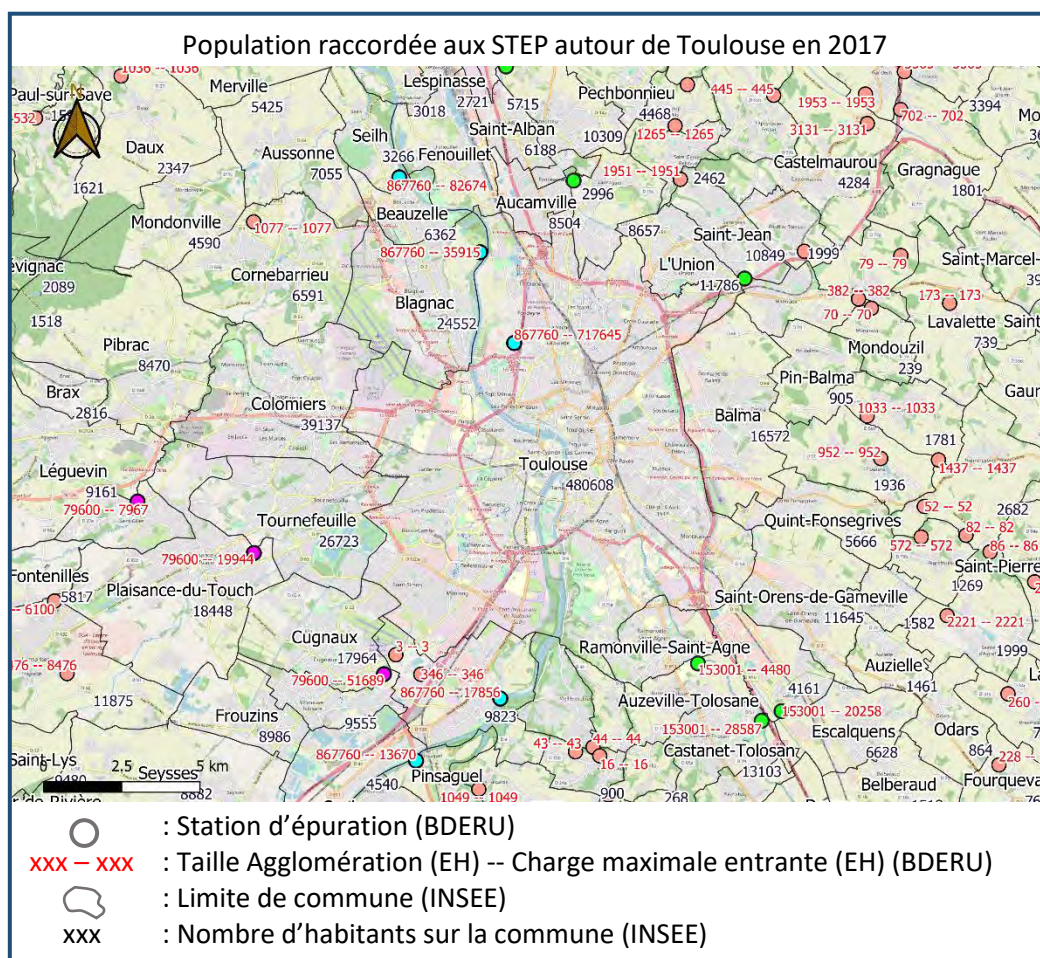 Population raccordée aux STEP autour de Toulouse en 2017
1036 -- 1036
Merville
5425
Lespinasse
2721
3018
5715
Pechbonnieu
4468
445 -- 445
1953 -- 1953
3394
Paul-sur-Save
N
Seilh
3266
Saint-Alban
6188
10309
1265 -- 1265
3131 -- 3131
702 -- 702
Daux
2347
1621
Aussonne
7055
Fenouillet
867760 -- 82674
1951 -- 1951
2996
2462
Castelmaurou
4284
Gragnague
1801
Mondonville
4590
1077 -- 1077
Beauzelle
6362
867760 -- 35915
Aucamville
8504
8657
Saint-Jean
10849
1999
79 -- 79
Saint-Marcel-
evignac
2089
1518
Cornebarrieu
6591
Blagnac
24552
L'Union
11786
382 -- 382
70 -- 70
173 -- 173
Lavalette
739
Pibrac
8470
867760 -- 717645
Mondouzil
239
Brax
2816
Colomiers
39137
Pin-Balma
905
1033 -- 1033
Balma
16572
Léguevin
9161
79600 -- 7967
Toulouse
480608
952 -- 952
1936
1781
1437 -- 1437
Tournefeuille
26723
79600 -- 19944
Quint-Fonsegrives
5666
52 -- 52
2682
82 -- 82
572 -- 572
86 -- 86
Saint-Pierre
1269
Fontenilles
5817
-- 6100
Plaisance-du-Touch
18448
Saint-Orens-de-Gameville
11645
1582
2221 -- 2221
1999
Cugnaux
17964
3 -- 3
Ramonville-Saint-Agne
153001 -- 4480
Auzielle
1461
476 -- 8476
11875
79600 -- 51689
346 -- 346
867760 -- 17856
9823
Auzeville-Tolosane
4161
153001 -- 20258
153001 -- 28587
Frouzins
8986
9555
43 -- 43
44 -- 44
16 -- 16
Castanet-Tolosan
13103
Escalquens
6628
Odars
864
228 --
Saint-Lys
9480
867760 -- 13670
4540
Pinsaguel
1049 -- 1049
900
268
Belberaud
Fourqueva
2.5
5 km
Seysses
8882
: Station d'épuration (BDERU)
xxx – xxx : Taille Agglomération (EH) -- Charge maximale entrante (EH) (BDERU)
: Limite de commune (INSEE)
xxx : Nombre d'habitants sur la commune (INSEE)